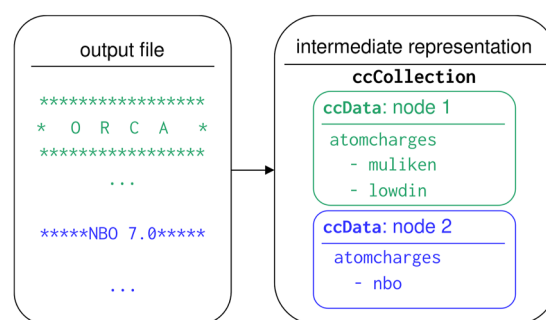 output file
*****************
* O R C A *
*****************
...
*****NBO 7.0*****
...
intermediate representation
ccCollection
ccData: node 1
atomcharges
- muliken
- lowdin
ccData: node 2
atomcharges
- nbo